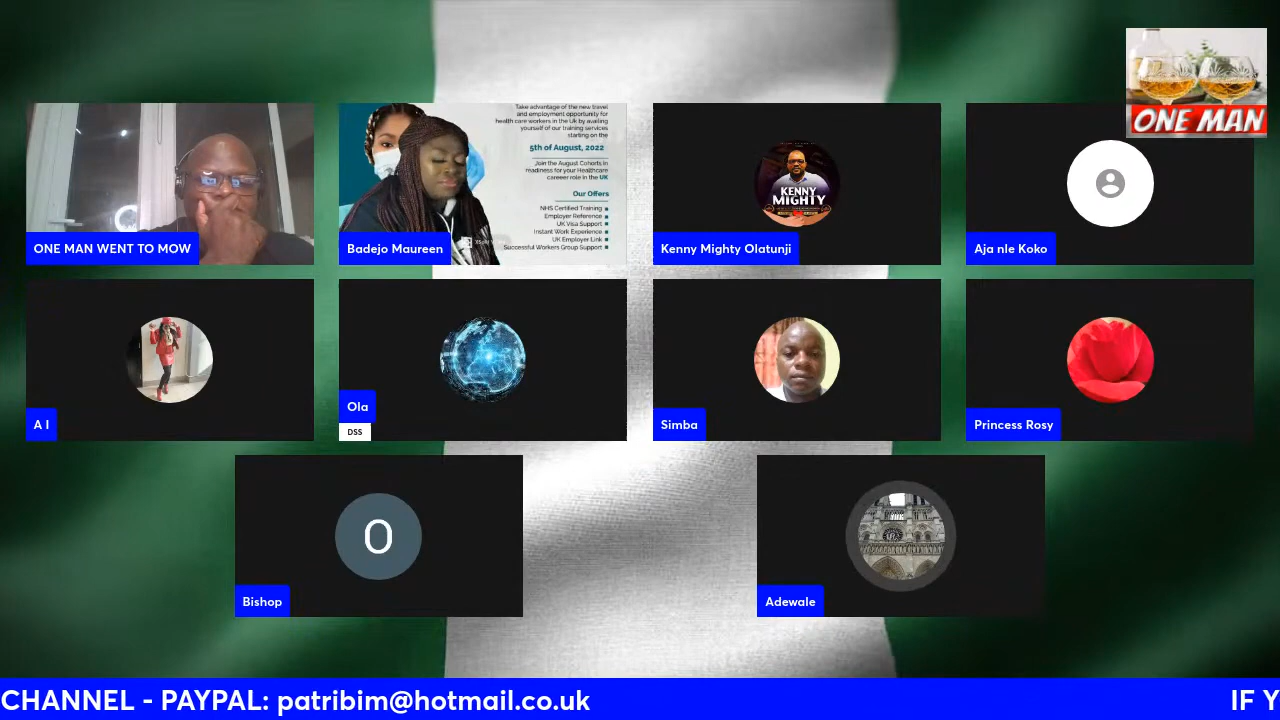 ONE MAN
Take advantage of the new travel
and employment opportunity for
health care workers in the Uk by availing
yourself of our training services
starting on the
5th of August, 2022
Join the August Cohorts in
readiness for your Healthcare
careeer role in the UK
Our Offers
NHS Certified Training
Employer Reference
UK Visa Support
Instant Work Experience
UK Employer Link
Successful Workers Group Support
KENNY
MIGHTY
ONE MAN WENT TO MOW
Badejo Maureen
Kenny Mighty Olatunji
Aja nle Koko
A I
Ola
DSS
Simba
Princess Rosy
O
Bishop
Adewale
CHANNEL - PAYPAL: patribim@hotmail.co.uk
IF Y